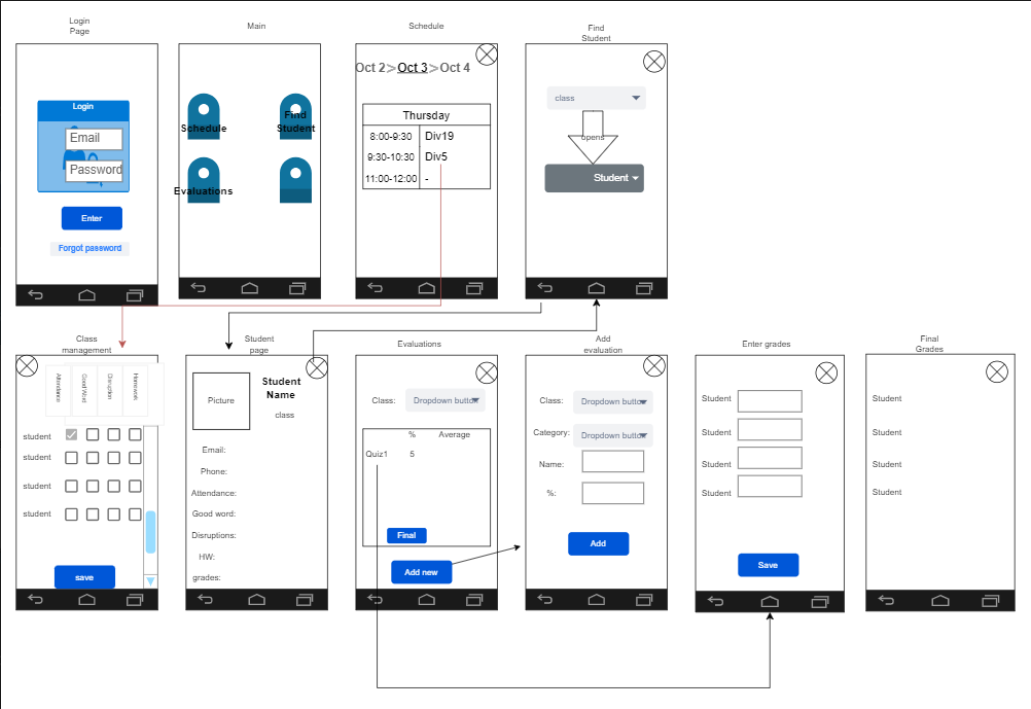 Login
Page
Main
Schedule
Find
Student
Login
Email
Password
Enter
Forgot password
Schedule
Find
Student
Evaluations
Oct 2>Oct 3>Oct 4
Thursday
8:00-9:30 Div19
9:30-10:30 Div5
11:00-12:00 -
class
opens
Student
Class
management
Student
page
Evaluations
Add
evaluation
Enter grades
Final
Grades
Attendance
Good Word
Disruption
Homework
student
student
student
student
save
Picture
Student
Name
class
Email:
Phone:
Attendance:
Good word:
Disruptions:
HW:
grades:
Class: Dropdown button
% Average
Quiz1 5
Final
Add new
Class: Dropdown button
Category: Dropdown button
Name:
%:
Add
Student
Student
Student
Student
Save
Student
Student
Student
Student